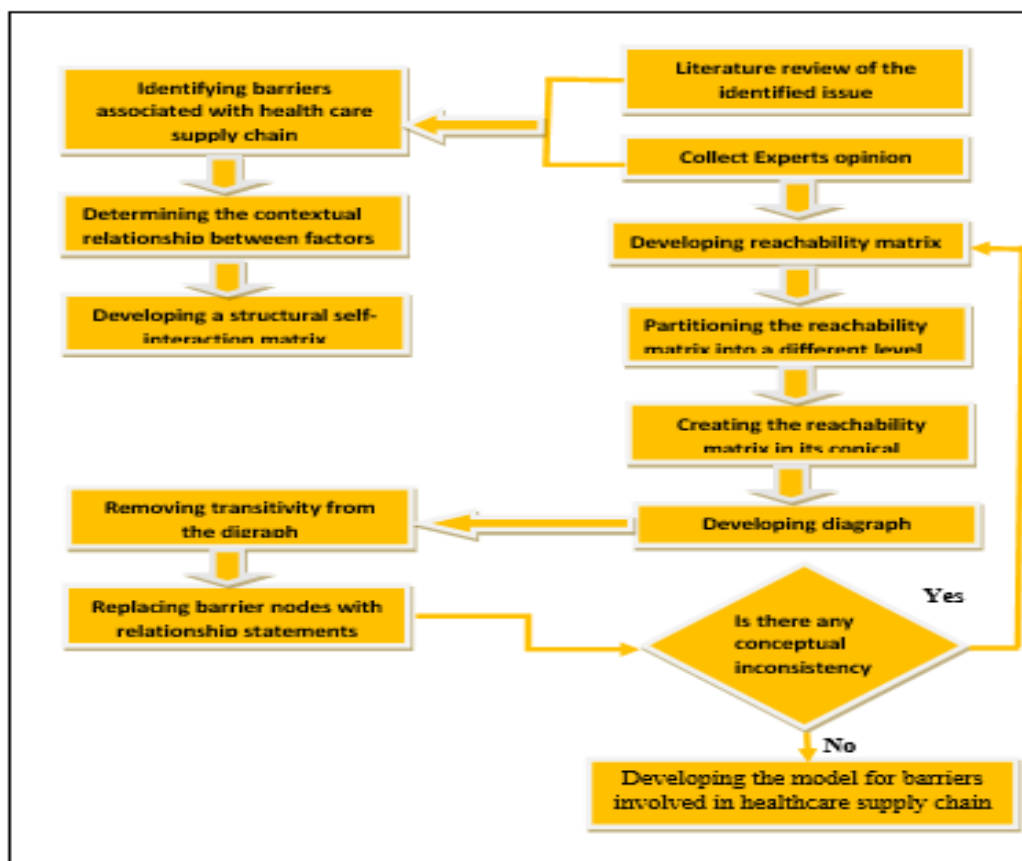 Literature review of the
identified issue
Identifying barriers
associated with health care
supply chain
Collect Experts opinion
Determining the contextual
relationship between factors
Developing reachability matrix
Developing a structural self-
interaction matrix
Partitioning the reachability
matrix into a different level
Creating the reachability
matrix in its conical
Removing transitivity from
the digraph
Developing diagraph
Replacing barrier nodes with
relationship statements
Yes
Is there any
conceptual
inconsistency
No
Developing the model for barriers
involved in healthcare supply chain